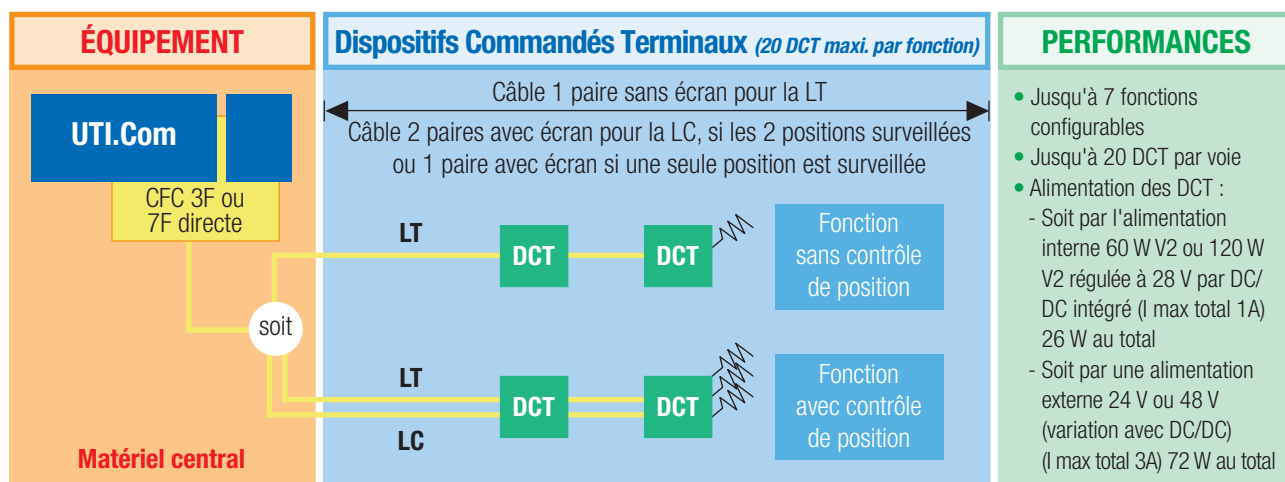 ÉQUIPEMENT
UTI.Com
CFC 3F ou
7F directe
soit
Matériel central
Dispositifs Commandés Terminaux (20 DCT maxi. par fonction)
Câble 1 paire sans écran pour la LT
Câble 2 paires avec écran pour la LC, si les 2 positions surveillées
ou 1 paire avec écran si une seule position est surveillée
LT
DCT
DCT
Fonction
sans contrôle
de position
LT
LC
DCT
DCT
Fonction
avec contrôle
de position
PERFORMANCES
• Jusqu'à 7 fonctions
configurables
• Jusqu'à 20 DCT par voie
• Alimentation des DCT :
- Soit par l'alimentation
interne 60 W V2 ou 120 W
V2 régulée à 28 V par DC/
DC intégré (I max total 1A)
26 W au total
- Soit par une alimentation
externe 24 V ou 48 V
(variation avec DC/DC)
(I max total 3A) 72 W au total